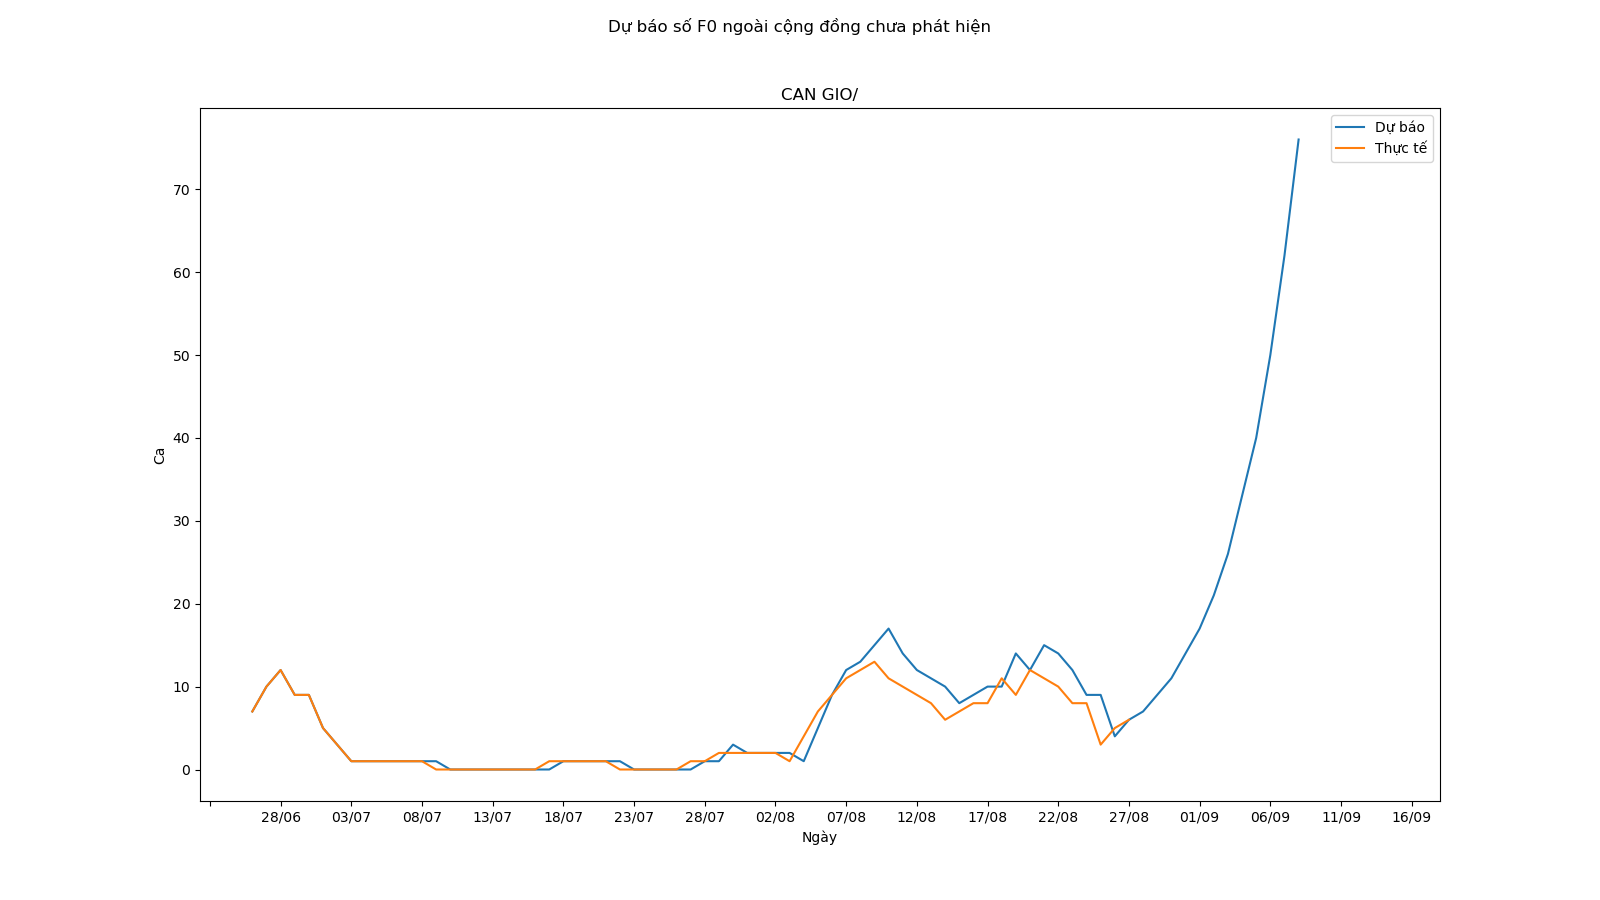 Dự báo số F0 ngoài cộng đồng chưa phát hiện
CAN GIO/
Dự báo
Thực tế
70
60
50
40
30
20
10
0
Ca
28/06 03/07 08/07 13/07 18/07 23/07 28/07 02/08 07/08 12/08 17/08 22/08 27/08 01/09 06/09 11/09 16/09
Ngày